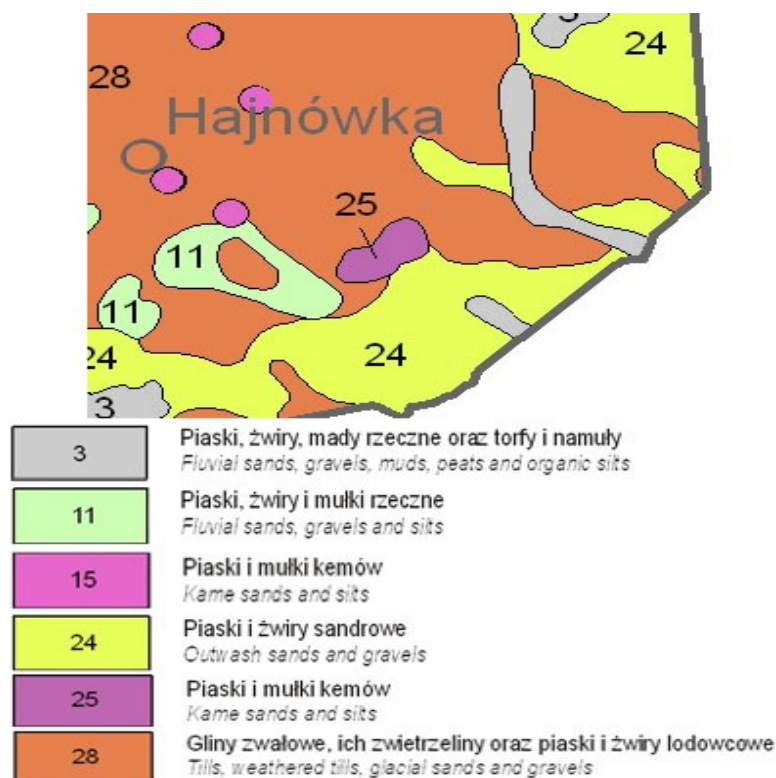 3
24
28
Hajnówka
25
11
11
24
24
3
3 Piaski, żwiry, mady rzeczne oraz torfy i namuły
Fluvial sands, gravels, muds, peats and organic silts
11 Piaski, żwiry i mułki rzeczne
Fluvial sands, gravels and silts
15 Piaski i mułki kemów
Kame sands and silts
24 Piaski i żwiry sandrowe
Outwash sands and gravels
25 Piaski i mułki kemów
Kame sands and silts
28 Gliny zwałowe, ich zwietrzeliny oraz piaski i żwiry lodowcowe
Tills, weathered tills, glacial sands and gravels